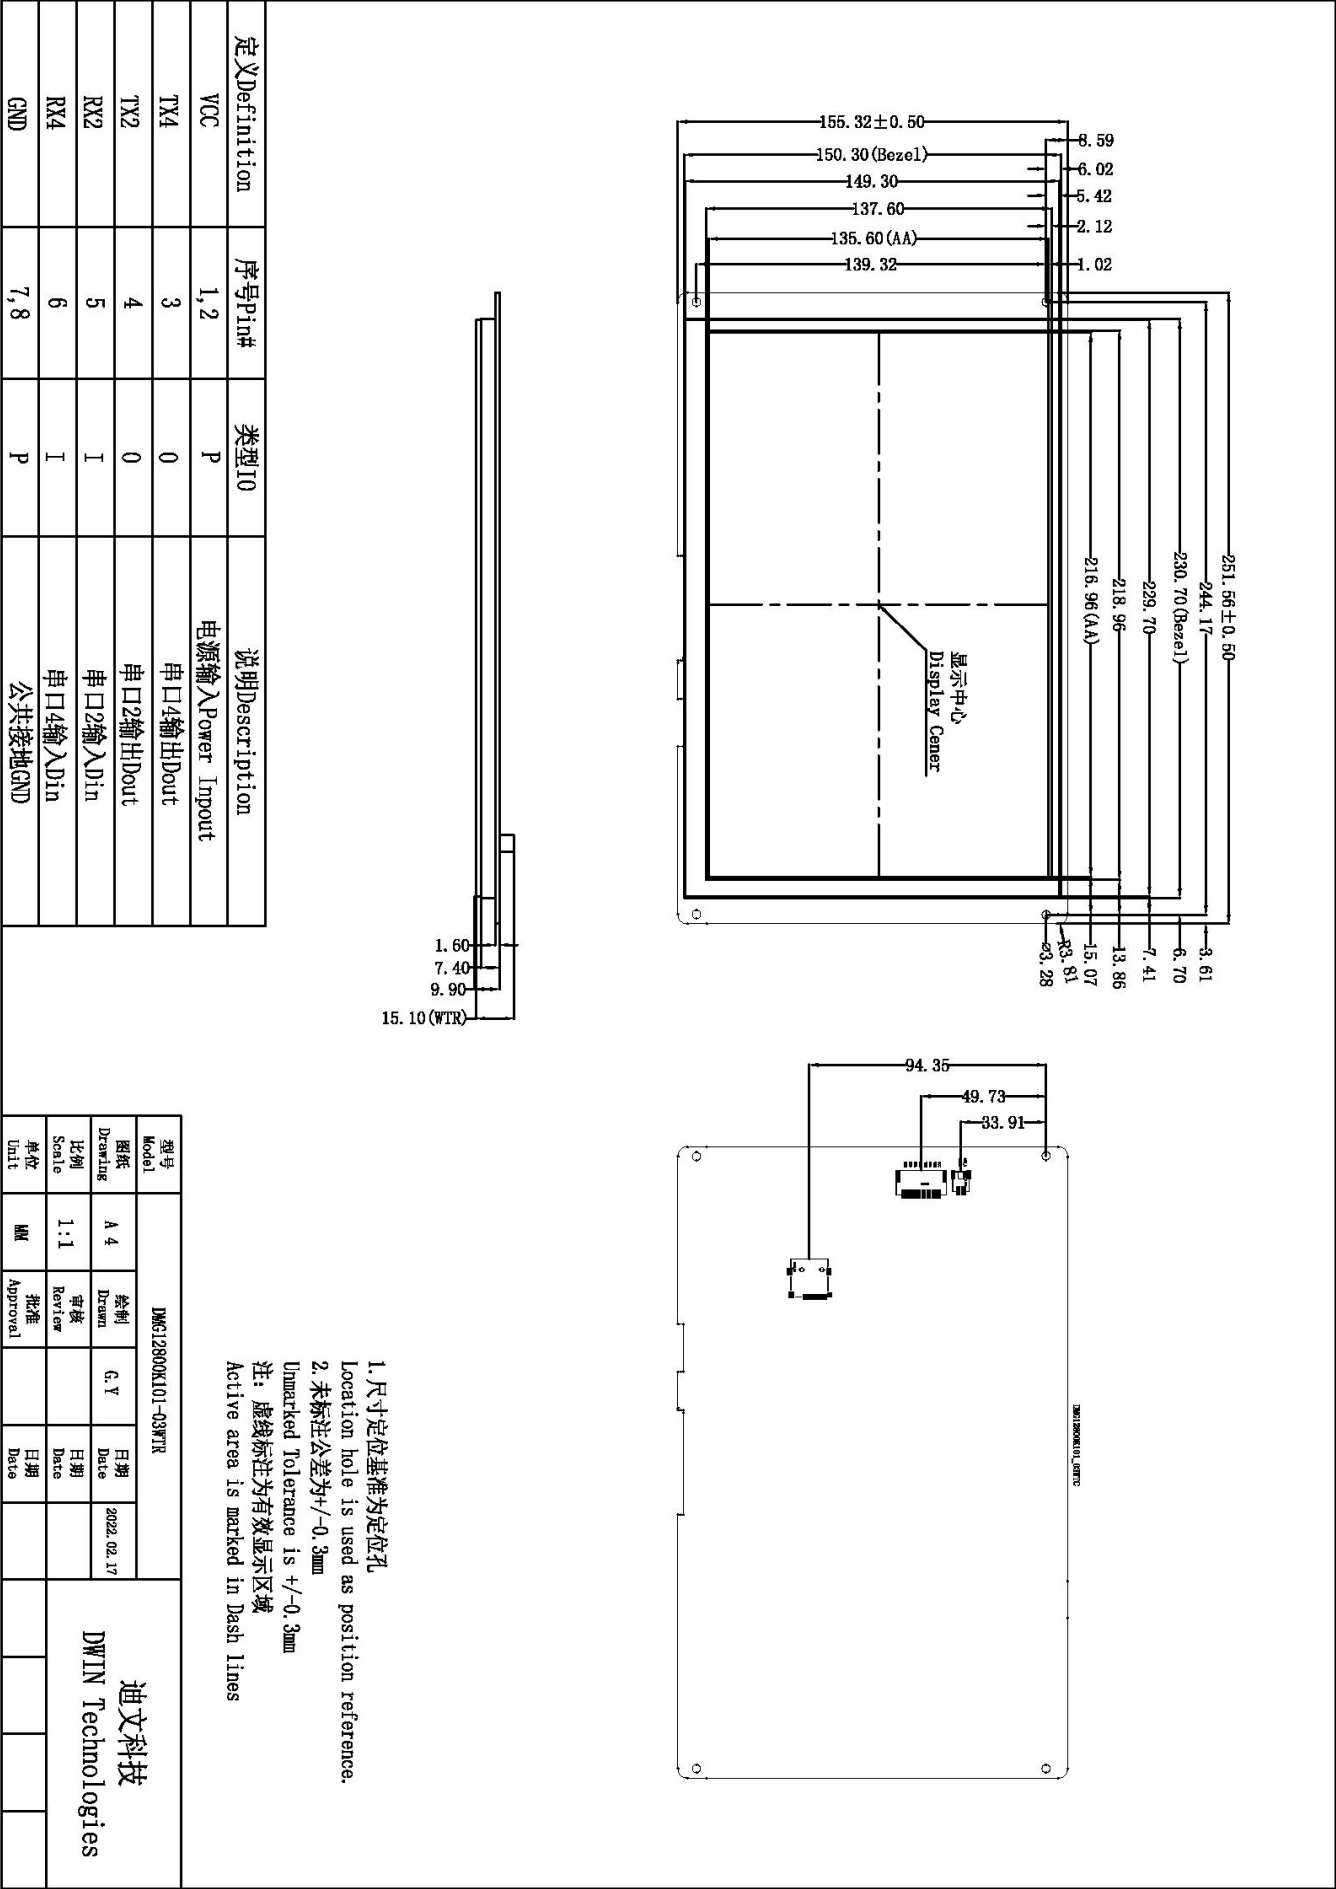 251.56±0.50
244.17
3.61
230.70(Bezel)
6.70
229.70
7.41
218.96
13.86
216.96(AA)
15.07
R3.81
ø3.28
8.59
6.02
5.42
2.12
1.02
155.32±0.50
150.30(Bezel)
149.30
137.60
135.60(AA)
139.32
显示中心
Display Cener
94.35
49.73
33.91
DMG12800K101_03WTC
1.60
7.40
9.90
15.10(WTR)
1.尺寸定位基准为定位孔
Location hole is used as position reference.
2.未标注公差为+/-0.3mm
Unmarked Tolerance is +/-0.3mm
注：虚线标注为有效显示区域
Active area is marked in Dash lines
定义Definition 序号Pin# 类型IO 说明Description
VCC 1,2 P 电源输入Power Inpout
TX4 3 O 串口4输出Dout
TX2 4 O 串口2输出Dout
RX2 5 I 串口2输入Din
RX4 6 I 串口4输入Din
GND 7,8 P 公共接地GND
型号
Model
DMG12800K101-03WTR
图纸
Drawing
A 4
绘制
Drawn
G.Y
日期
Date
2022.02.17
比例
Scale
1:1
审核
Review
日期
Date
单位
Unit
MM
批准
Approval
日期
Date
迪文科技
DWIN Technologies